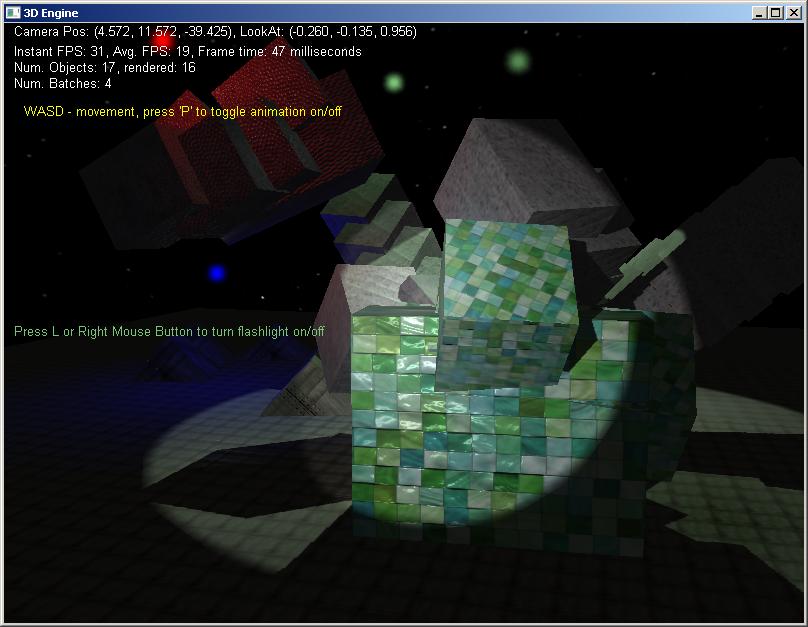 3D Engine
Camera Pos: (4.572, 11.572, -39.425), LookAt: (-0.260, -0.135, 0.956)
Instant FPS: 31, Avg. FPS: 19, Frame time: 47 milliseconds
Num. Objects: 17, rendered: 16
Num. Batches: 4
WASD - movement, press 'P' to toggle animation on/off
Press L or Right Mouse Button to turn flashlight on/off